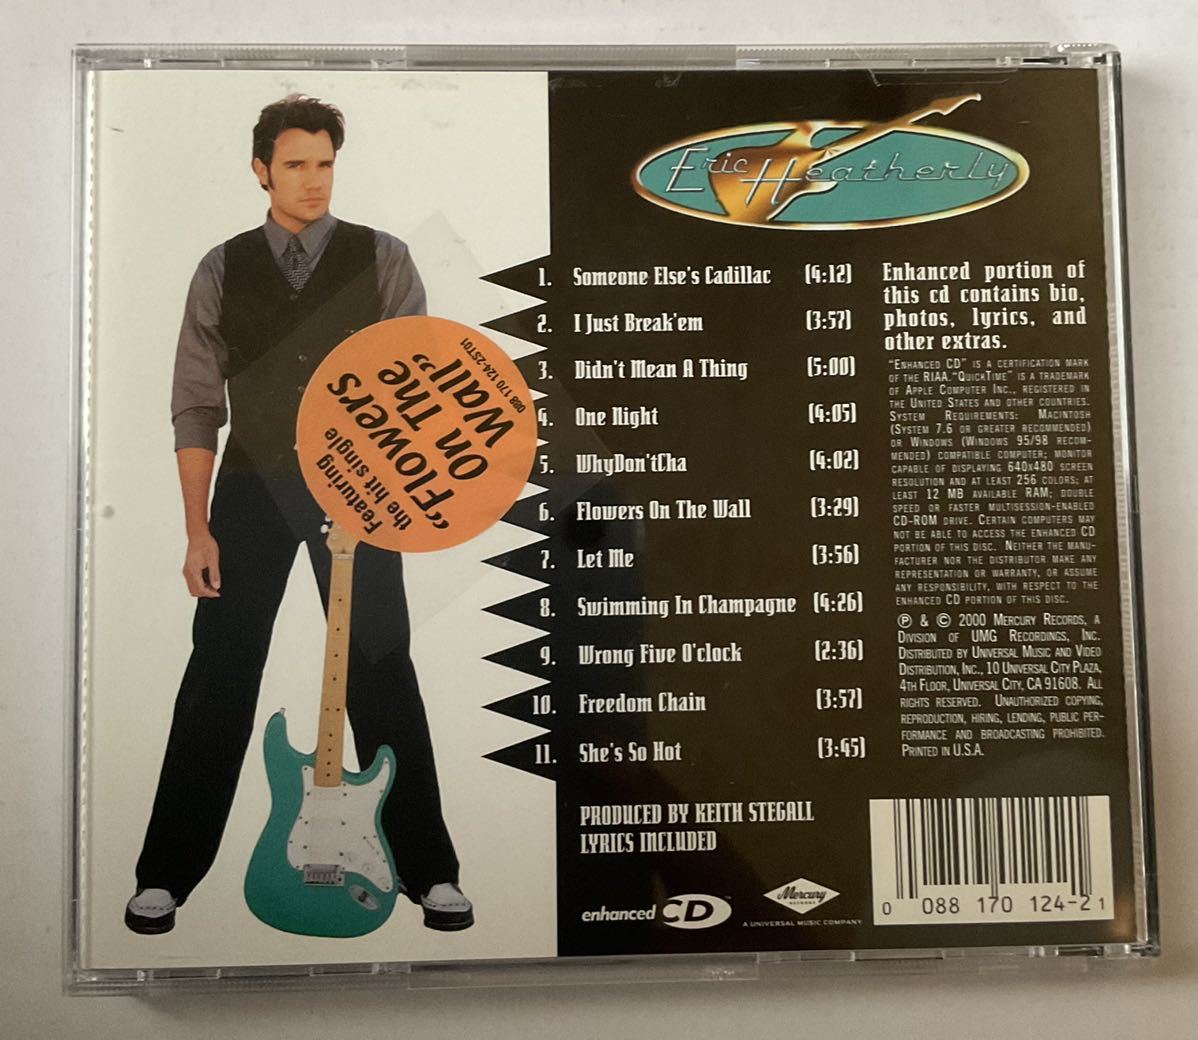 Eric Heatherly
1. Someone Else's Cadillac (4:12)
2. I Just Break'em (3:57)
3. Didn't Mean A Thing (5:00)
4. One Night (4:05)
5. WhyDon'tCha (4:02)
6. Flowers On The Wall (3:29)
7. Let Me (3:56)
8. Swimming In Champagne (4:26)
9. Wrong Five O'clock (2:36)
10. Freedom Chain (3:57)
11. She's So Hot (3:45)
PRODUCED BY KEITH STEGALL
LYRICS INCLUDED
Featuring
the hit single
"Flowers
On The
Wall"
088 170 124-2ST01
Enhanced portion of
this cd contains bio,
photos, lyrics, and
other extras.
"ENHANCED CD" IS A CERTIFICATION MARK
OF THE RIAA. "QUICKTIME" IS A TRADEMARK
OF APPLE COMPUTER INC., REGISTERED IN
THE UNITED STATES AND OTHER COUNTRIES.
SYSTEM REQUIREMENTS: MACINTOSH
(SYSTEM 7.6 OR GREATER RECOMMENDED)
OR WINDOWS (WINDOWS 95/98 RECOM-
MENDED) COMPATIBLE COMPUTER; MONITOR
CAPABLE OF DISPLAYING 640X480 SCREEN
RESOLUTION AND AT LEAST 256 COLORS; AT
LEAST 12 MB AVAILABLE RAM; DOUBLE
SPEED OR FASTER MULTISESSION-ENABLED
CD-ROM DRIVE. CERTAIN COMPUTERS MAY
NOT BE ABLE TO ACCESS THE ENHANCED CD
PORTION OF THIS DISC. NEITHER THE MANU-
FACTURER NOR THE DISTRIBUTOR MAKE ANY
REPRESENTATION OR WARRANTY, OR ASSUME
ANY RESPONSIBILITY, WITH RESPECT TO THE
ENHANCED CD PORTION OF THIS DISC.
℗ & © 2000 MERCURY RECORDS, A
DIVISION OF UMG RECORDINGS, INC.
DISTRIBUTED BY UNIVERSAL MUSIC AND VIDEO
DISTRIBUTION, INC., 10 UNIVERSAL CITY PLAZA,
4TH FLOOR, UNIVERSAL CITY, CA 91608. ALL
RIGHTS RESERVED. UNAUTHORIZED COPYING,
REPRODUCTION, HIRING, LENDING, PUBLIC PER-
FORMANCE AND BROADCASTING PROHIBITED.
PRINTED IN U.S.A.
enhanced CD
Mercury
RECORDS
A UNIVERSAL MUSIC COMPANY
0 088 170 124-2 1